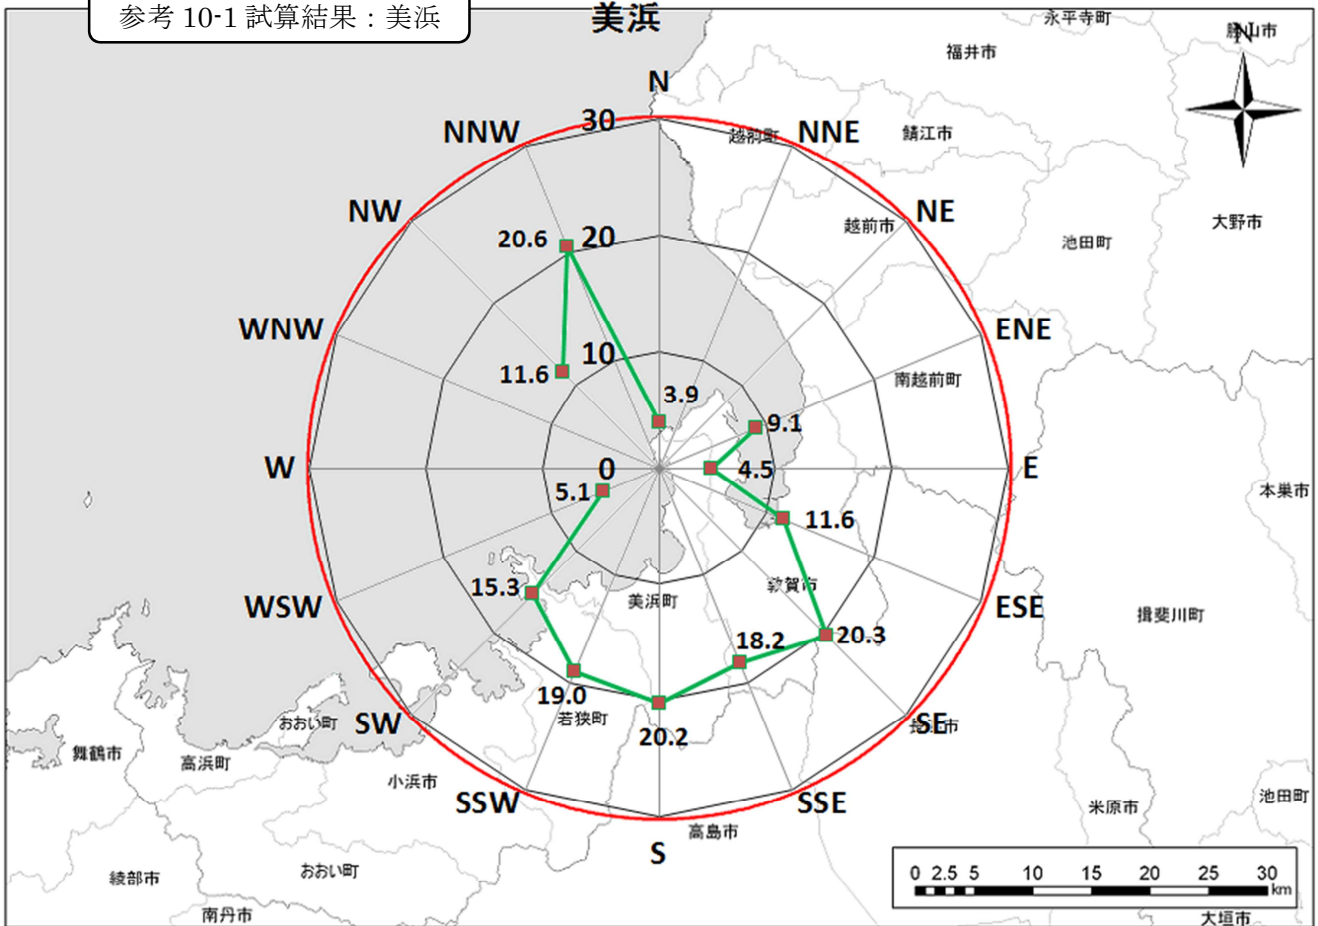 参考 10-1 試算結果：美浜
美浜
永平寺町
N
勝山市
福井市
N
30
NNW
越前町
NNE
鯖江市
NW
NE
越前市
池田町
大野市
20.6
20
WNW
ENE
10
11.6
南越前町
3.9
9.1
W
0
4.5
E
5.1
11.6
本巣市
15.3
敦賀市
美浜町
WSW
ESE
揖斐川町
18.2
20.3
19.0
若狭町
SW
おおい町
SE
20.2
舞鶴市
高浜町
小浜市
SSW
SSE
米原市
池田町
高島市
S
綾部市
おおい町
0 2.5 5 10 15 20 25 30
km
南丹市
大垣市